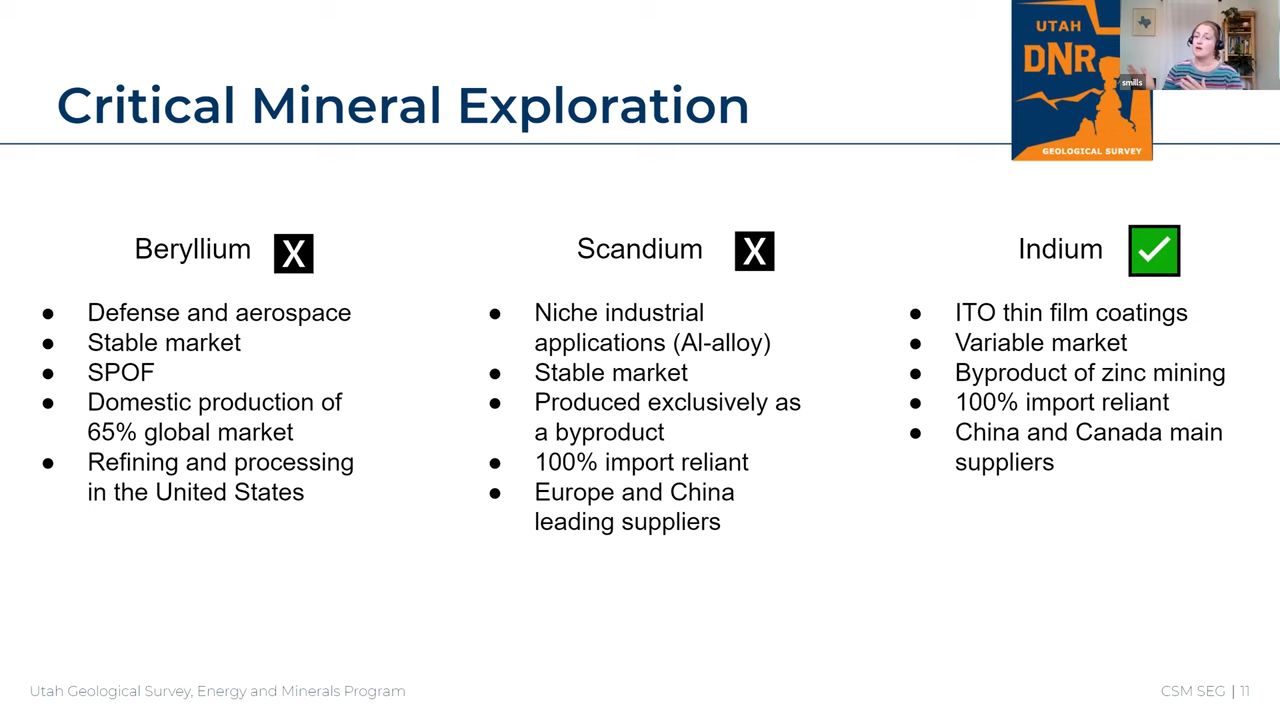 UTAH
DNR
GEOLOGICAL SURVEY
smills
Critical Mineral Exploration
Beryllium X
● Defense and aerospace
● Stable market
● SPOF
● Domestic production of
65% global market
● Refining and processing
in the United States
Scandium X
● Niche industrial
applications (Al-alloy)
● Stable market
● Produced exclusively as
a byproduct
● 100% import reliant
● Europe and China
leading suppliers
Indium ✓
● ITO thin film coatings
● Variable market
● Byproduct of zinc mining
● 100% import reliant
● China and Canada main
suppliers
Utah Geological Survey, Energy and Minerals Program
CSM SEG | 11